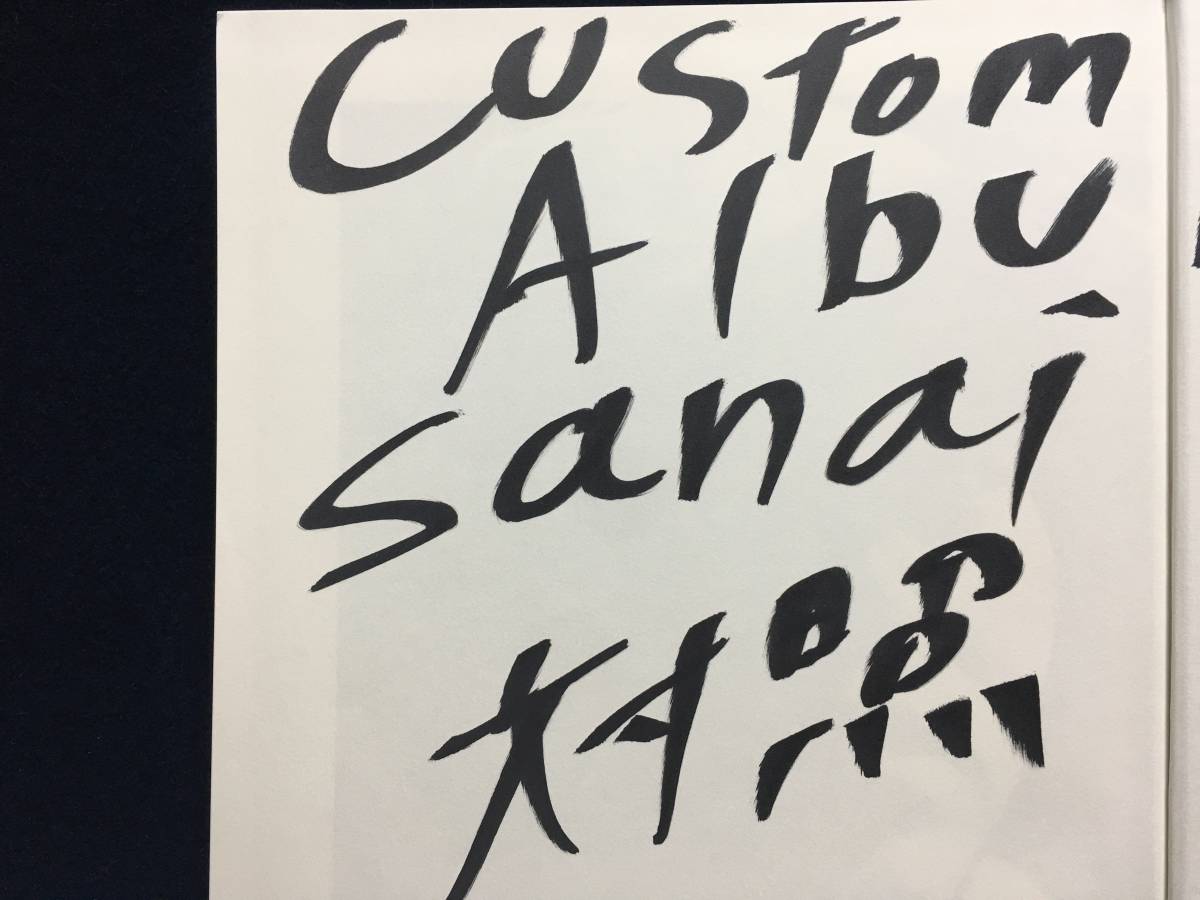 Custom
Albu
sanai
対照